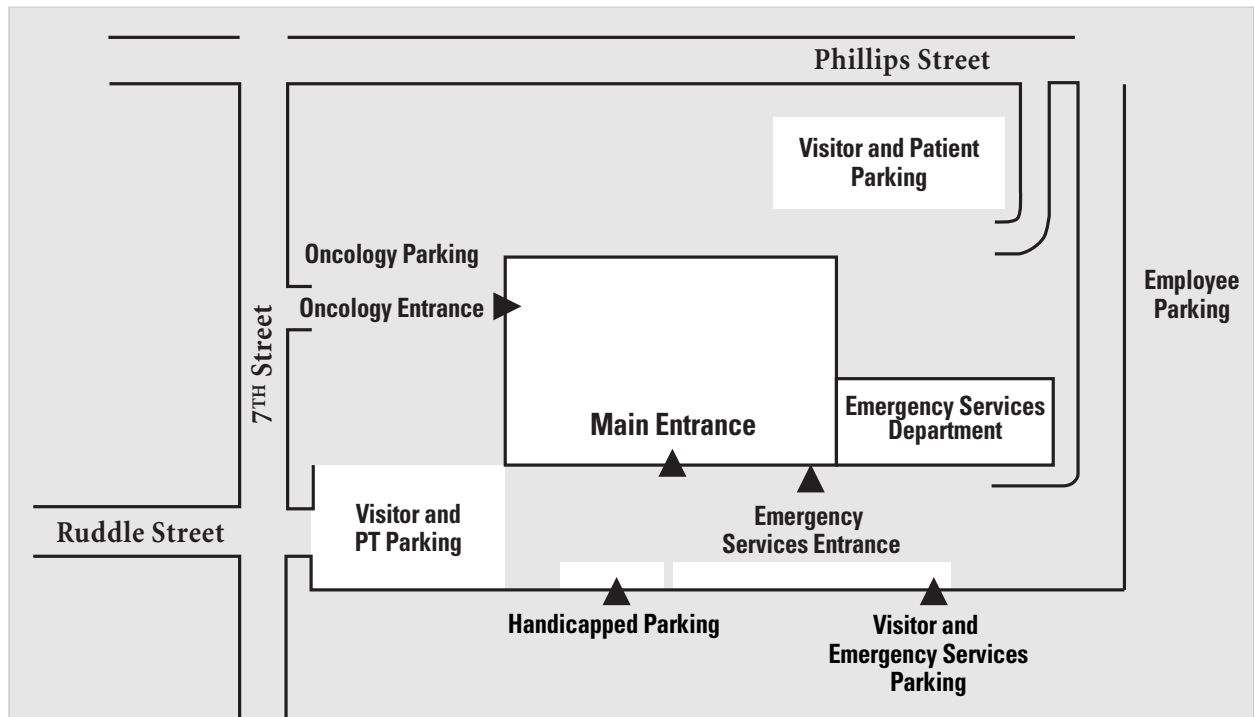 Phillips Street
Visitor and Patient
Parking
Oncology Parking
Oncology Entrance
Employee
Parking
7TH Street
Main Entrance
Emergency Services
Department
Visitor and
PT Parking
Ruddle Street
Emergency
Services Entrance
Handicapped Parking
Visitor and
Emergency Services
Parking